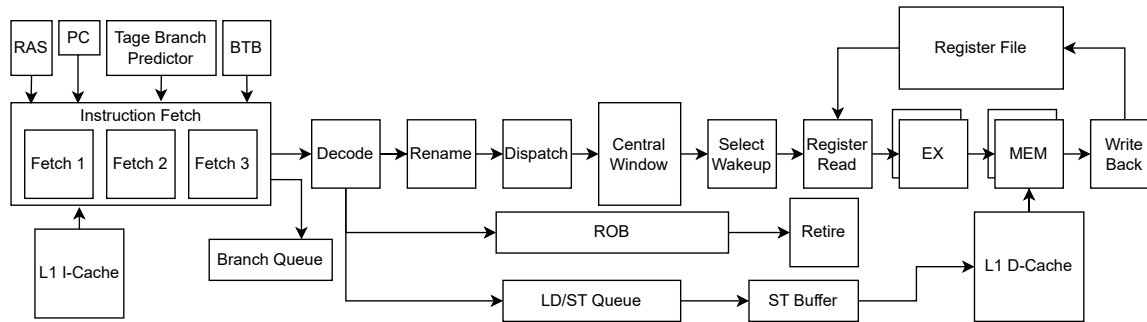 RAS
PC
Tage Branch
Predictor
BTB
Register File
Instruction Fetch
Fetch 1
Fetch 2
Fetch 3
Decode
Rename
Dispatch
Central
Window
Select
Wakeup
Register
Read
EX
MEM
Write
Back
L1 I-Cache
Branch Queue
ROB
Retire
LD/ST Queue
ST Buffer
L1 D-Cache